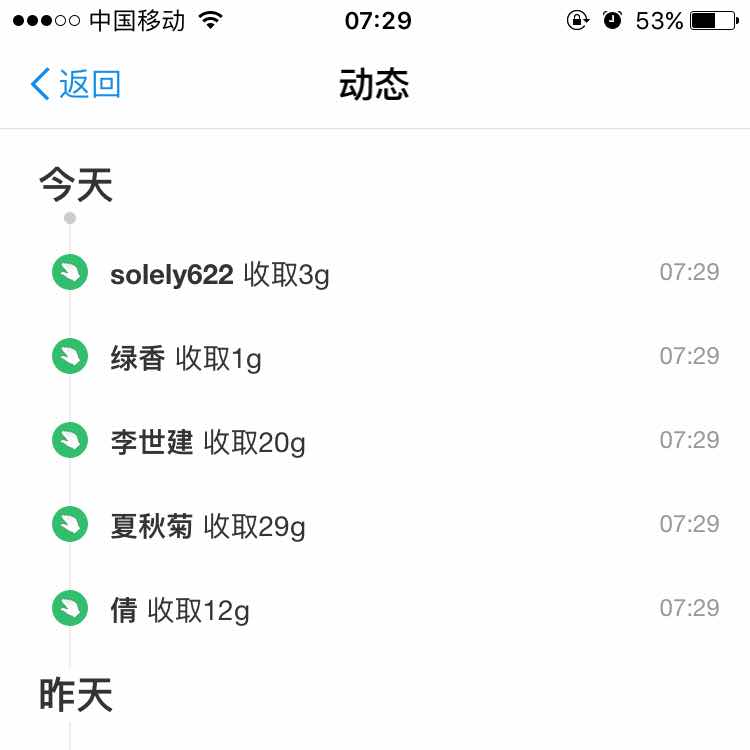 中国移动 07:29 53%
返回 动态
今天
solely622 收取3g 07:29
绿香 收取1g 07:29
李世建 收取20g 07:29
夏秋菊 收取29g 07:29
倩 收取12g 07:29
昨天